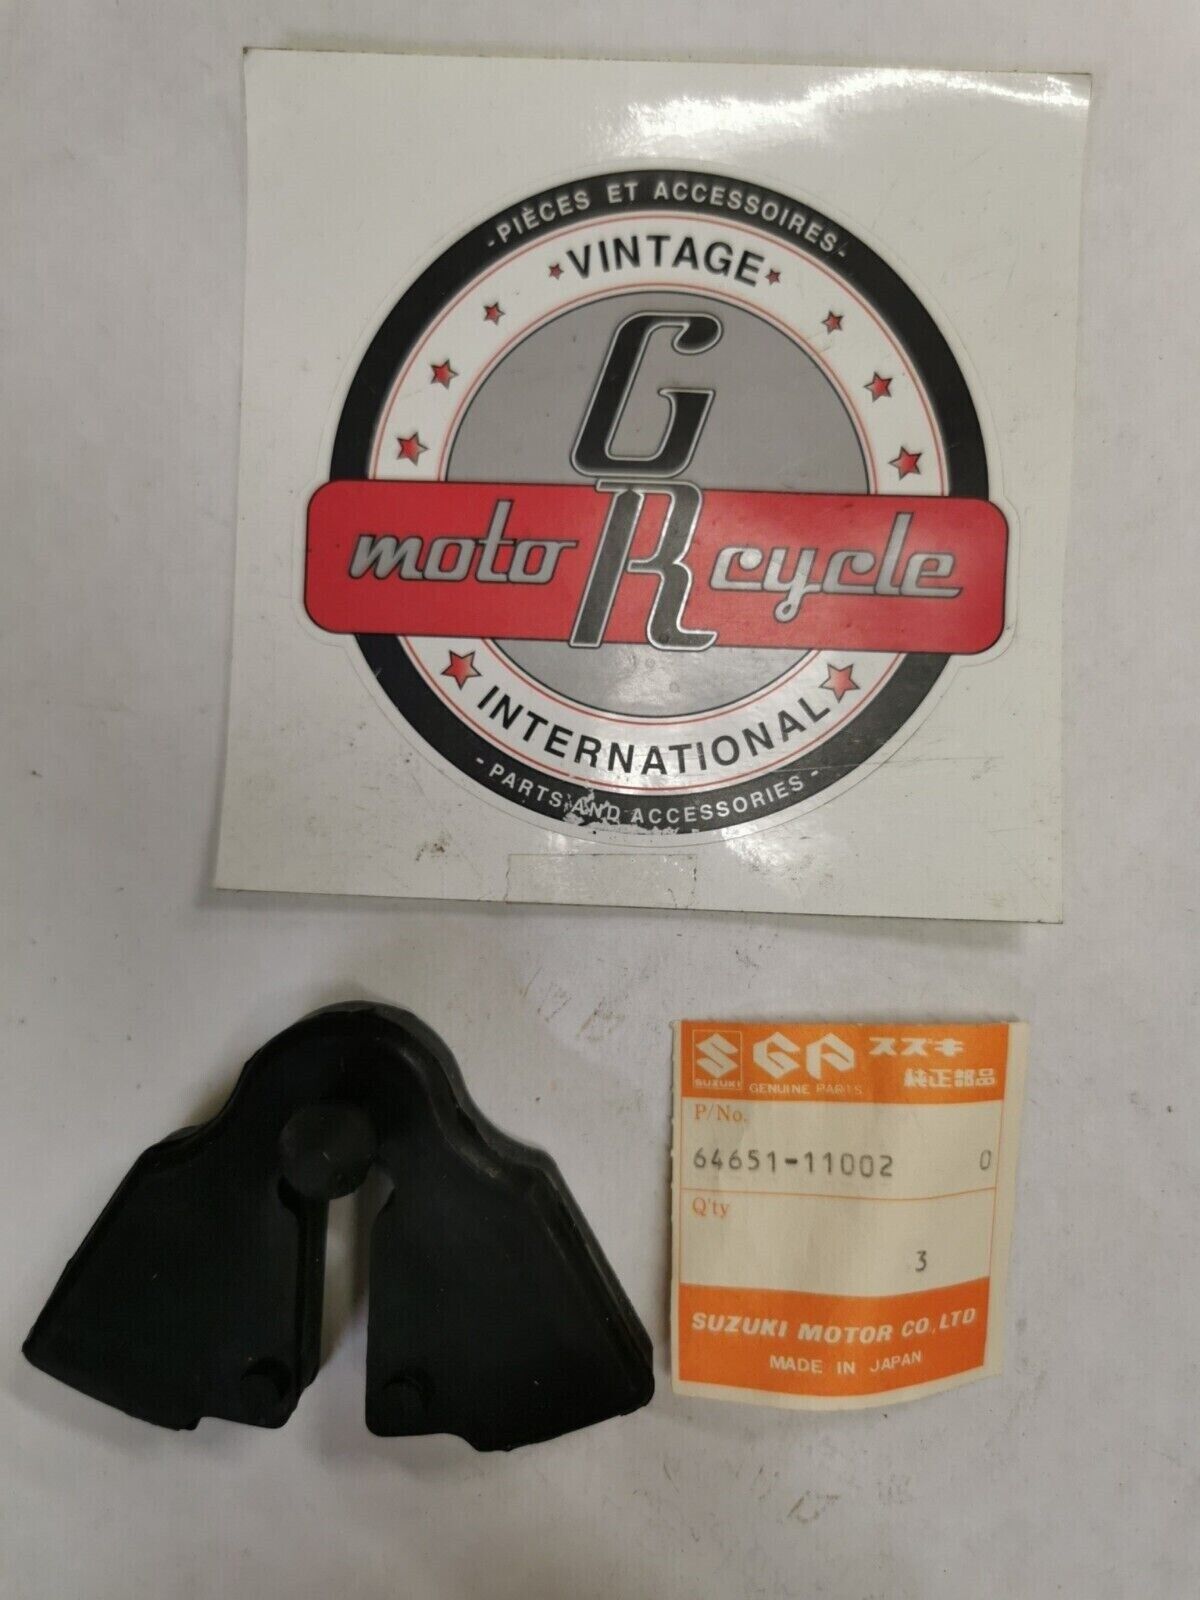 -PIÈCES ET ACCESSOIRES-
VINTAGE
GR
moto cycle
INTERNATIONAL
- PARTS AND ACCESSORIES -
SUZUKI
SGP スズキ
GENUINE PARTS 純正部品
P/No.
64651-11002 0
Q'ty
3
SUZUKI MOTOR CO.,LTD
MADE IN JAPAN